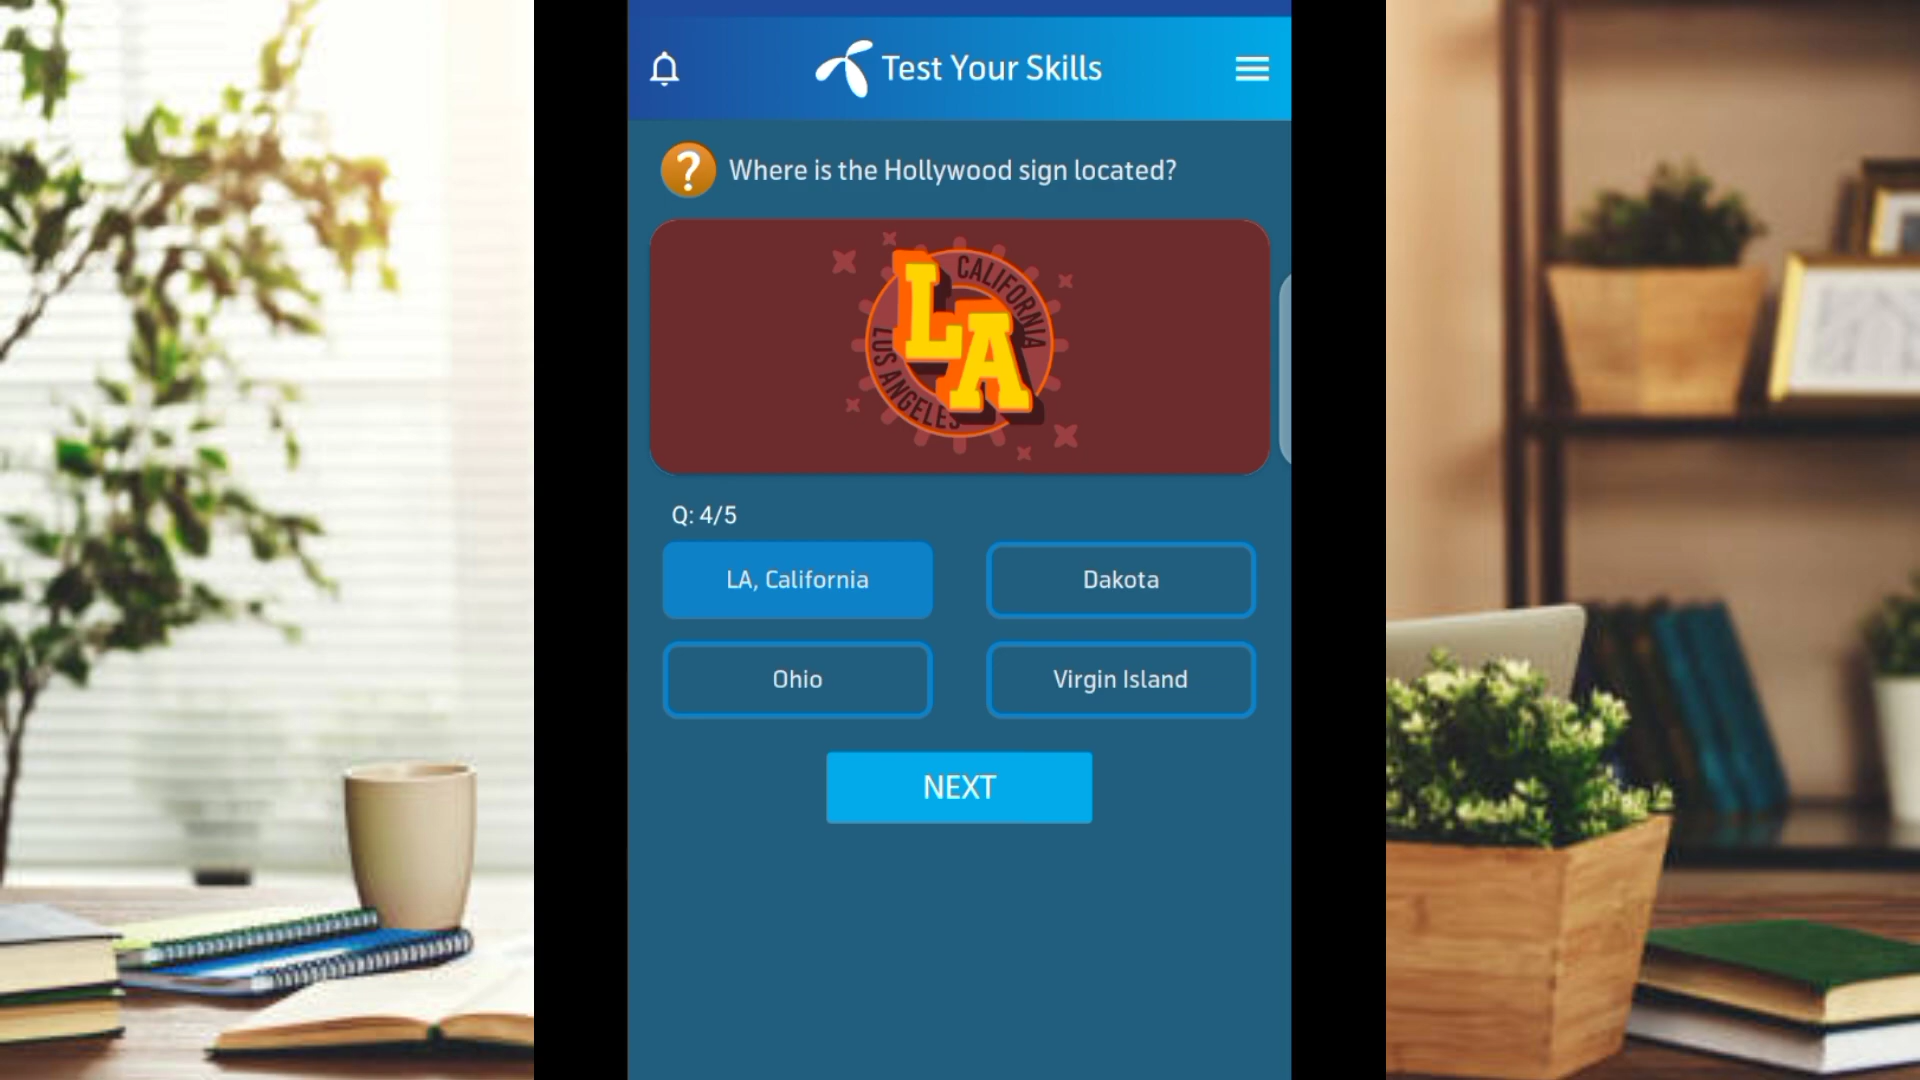 Test Your Skills
? Where is the Hollywood sign located?
CALIFORNIA
LA
LOS ANGELES
Q: 4/5
LA, California
Dakota
Ohio
Virgin Island
NEXT